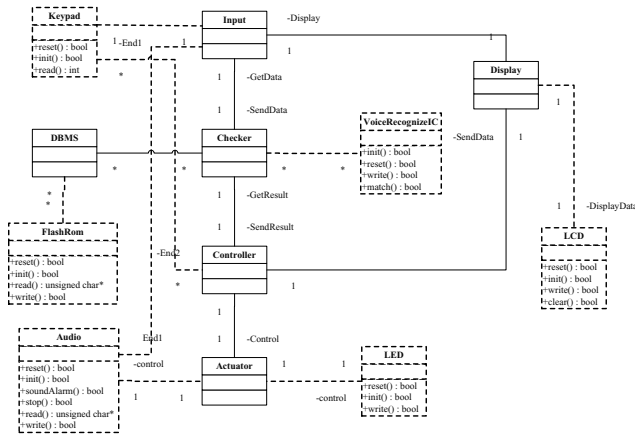 Keypad
+reset() : bool
+init() : bool
+read() : int
Input
-Display
1
-End1
1
1
1
*
Display
1
-GetData
1
-SendData
DBMS
Checker
VoiceRecognizeIC
+init() : bool
+reset() : bool
+write() : bool
+match() : bool
-SendData
1
1
*
*
*
*
*
*
1
-GetResult
1
-SendResult
1
-DisplayData
FlashRom
+reset() : bool
+init() : bool
+read() : unsigned char*
+write() : bool
-End2
*
Controller
1
LCD
+reset() : bool
+init() : bool
+write() : bool
+clear() : bool
1
1
-Control
Audio
+reset() : bool
+init() : bool
+soundAlarm() : bool
+stop() : bool
+read() : unsigned char*
+write() : bool
End1
-control
1
1
Actuator
1
1
-control
LED
+reset() : bool
+init() : bool
+write() : bool